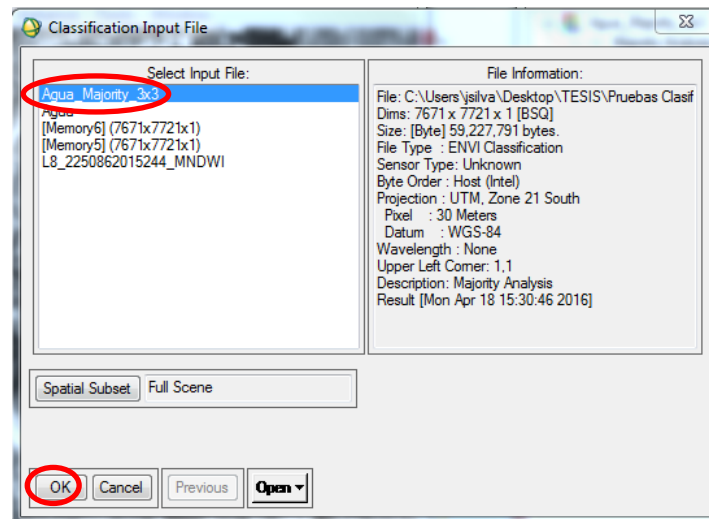 Classification Input File
Select Input File:
Agua_Majority_3x3
Agua
[Memory6] (7671x7721x1)
[Memory5] (7671x7721x1)
L8_2250862015244_MNDWI
File Information:
File: C:\Users\jsilva\Desktop\TESIS\Pruebas Clasif
Dims: 7671 x 7721 x 1 [BSQ]
Size: [Byte] 59,227,791 bytes.
File Type : ENVI Classification
Sensor Type: Unknown
Byte Order : Host (Intel)
Projection : UTM, Zone 21 South
Pixel : 30 Meters
Datum : WGS-84
Wavelength : None
Upper Left Corner: 1,1
Description: Majority Analysis
Result [Mon Apr 18 15:30:46 2016]
Spatial Subset Full Scene
OK Cancel Previous Open